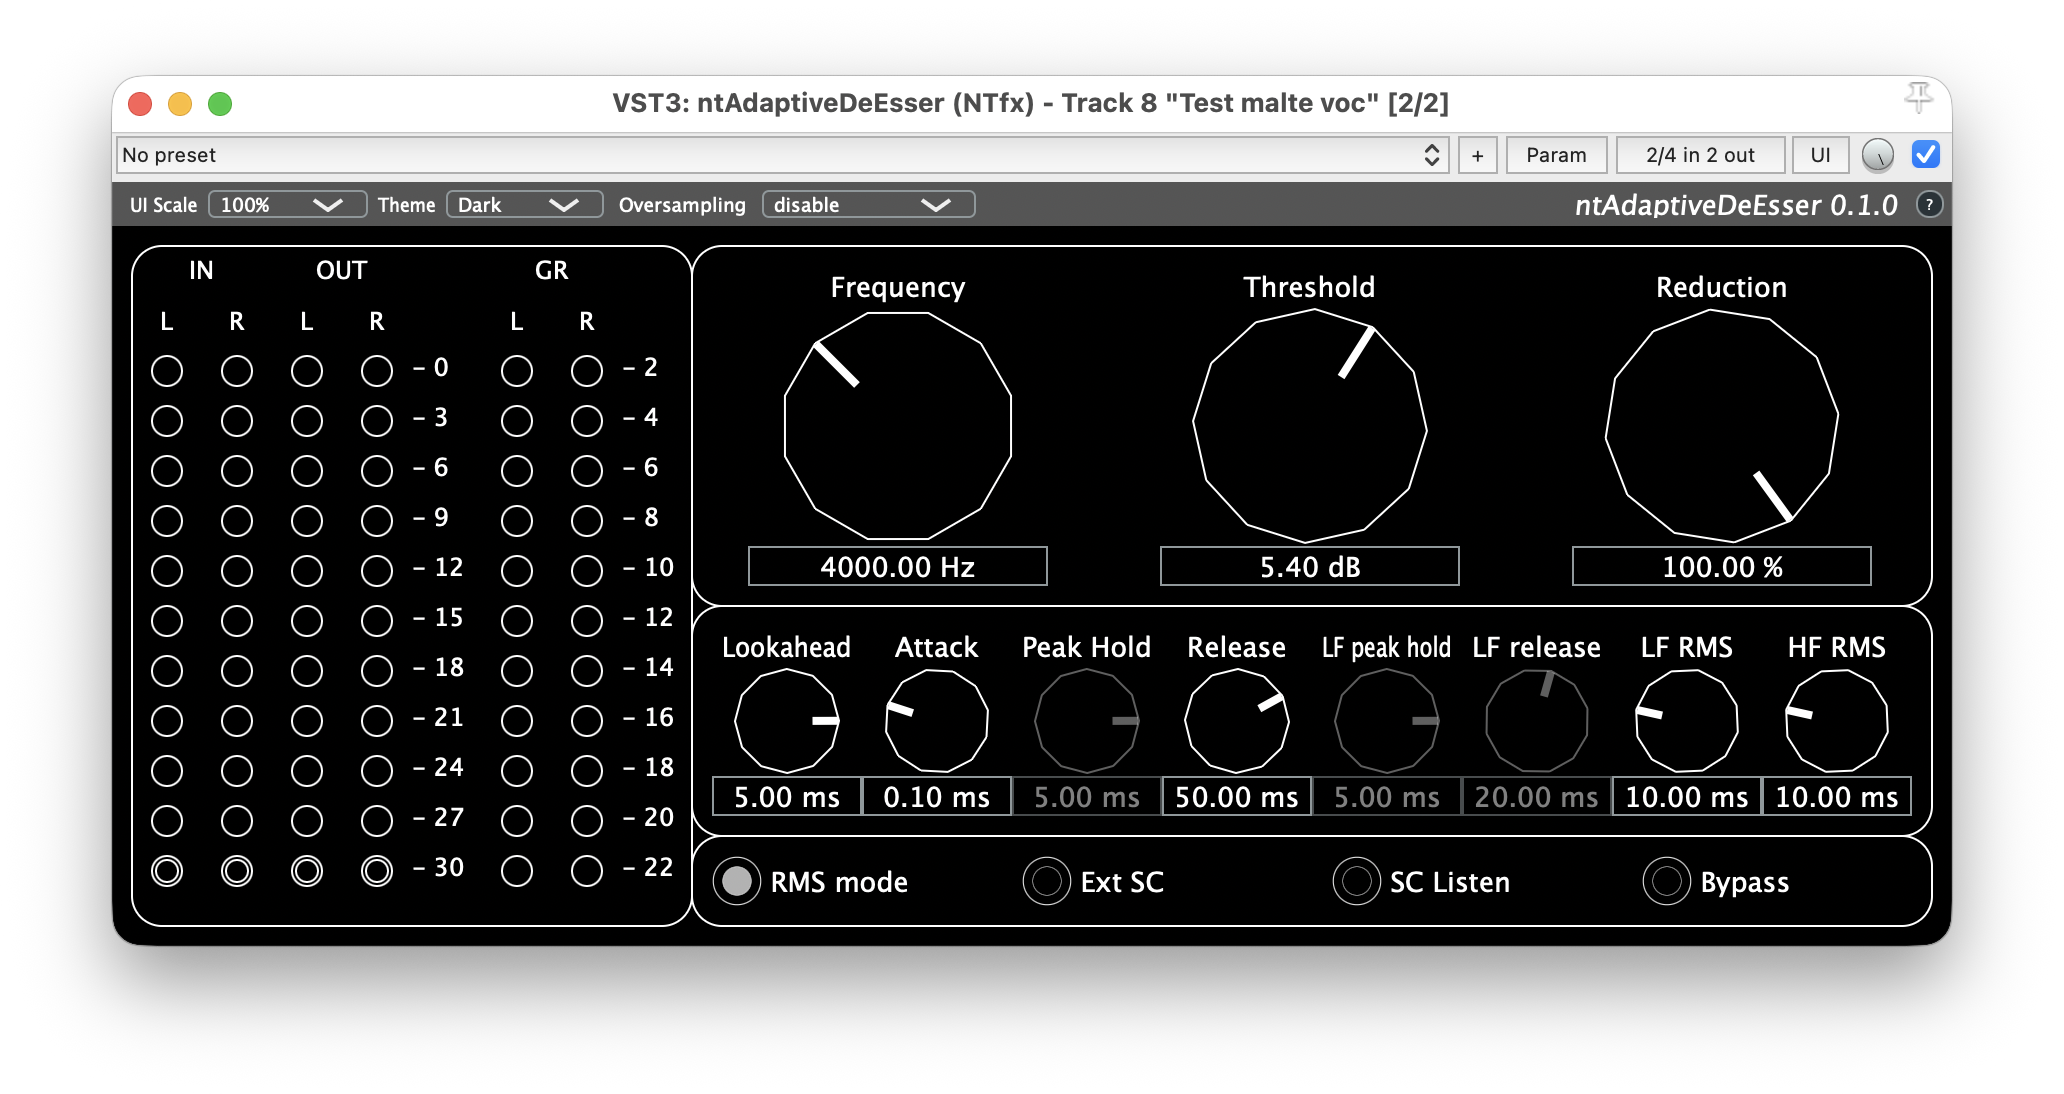 VST3: ntAdaptiveDeEsser (NTfx) - Track 8 "Test malte voc" [2/2]
No preset + Param 2/4 in 2 out UI
UI Scale 100% Theme Dark Oversampling disable ntAdaptiveDeEsser 0.1.0 ?
IN OUT GR
L R L R L R
- 0 - 2
- 3 - 4
- 6 - 6
- 9 - 8
- 12 - 10
- 15 - 12
- 18 - 14
- 21 - 16
- 24 - 18
- 27 - 20
- 30 - 22
Frequency Threshold Reduction
4000.00 Hz 5.40 dB 100.00 %
Lookahead Attack Peak Hold Release LF peak hold LF release LF RMS HF RMS
5.00 ms 0.10 ms 5.00 ms 50.00 ms 5.00 ms 20.00 ms 10.00 ms 10.00 ms
RMS mode Ext SC SC Listen Bypass